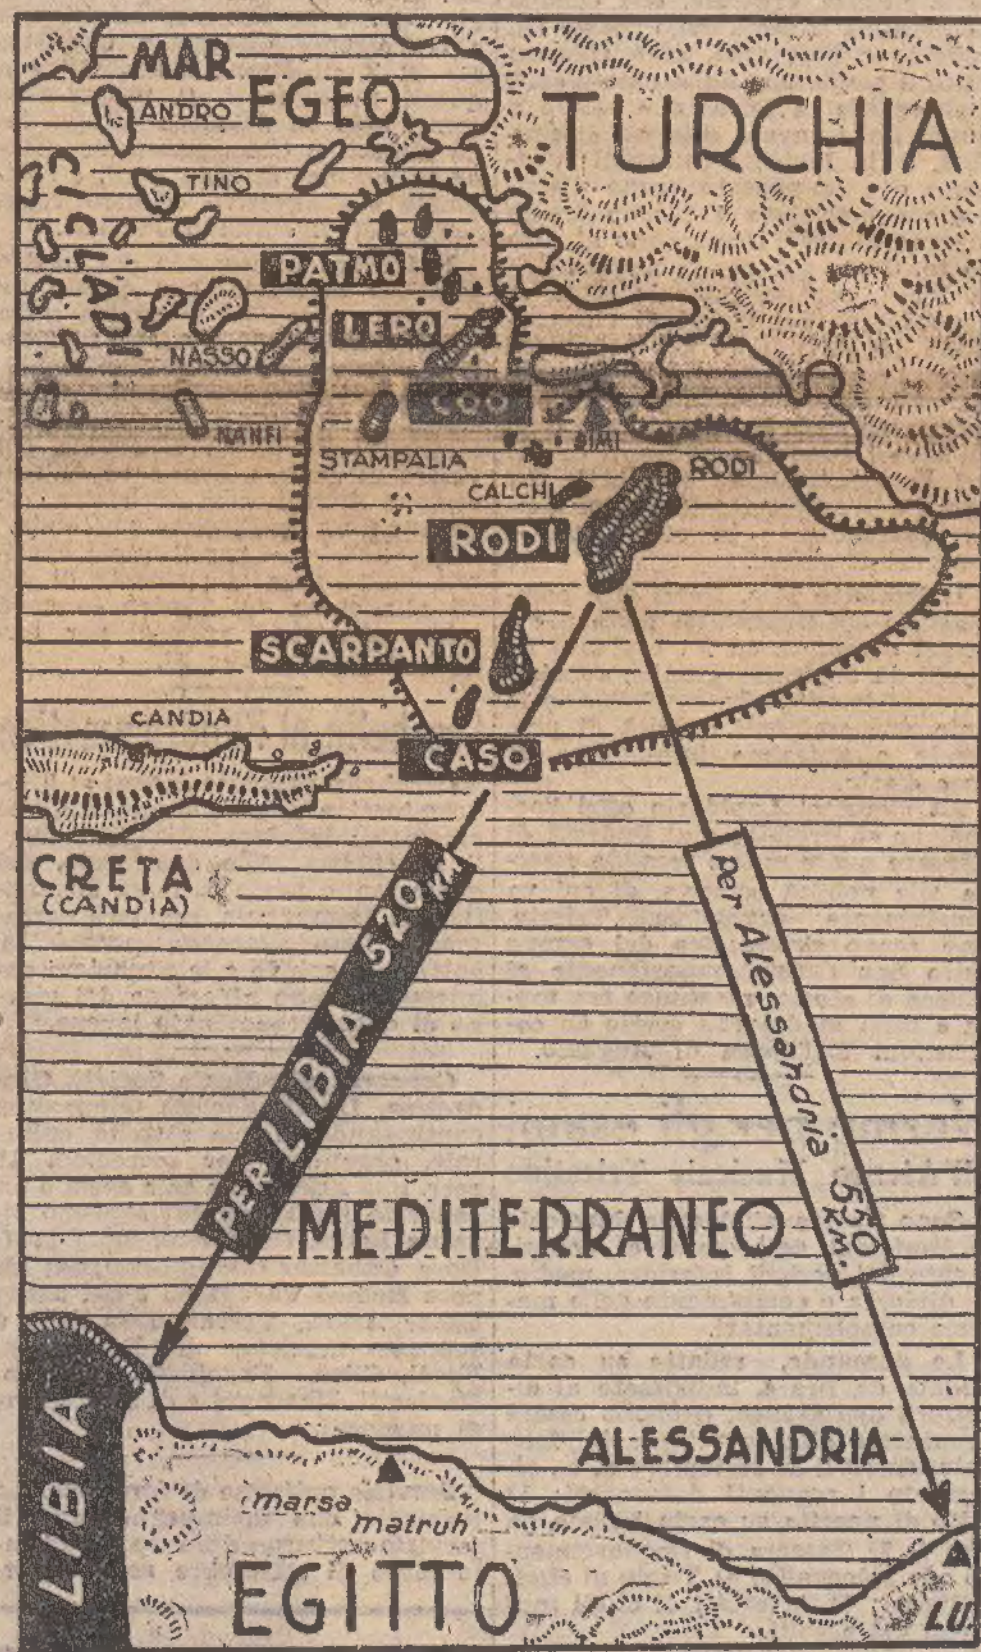 MAR
EGEO
ANDRO
TURCHIA
TINO
CICLADI
PATMO
LERO
NASSO
COO
NANFI
SIMI
STAMPALIA
RODI
CALCHI
RODI
SCARPANTO
CANDIA
CASO
CRETA
(CANDIA)
PER LIBIA 520 KM
per Alessandria 550 KM.
MEDITERRANEO
LIBIA
ALESSANDRIA
marsa
matruh
EGITTO
LU.